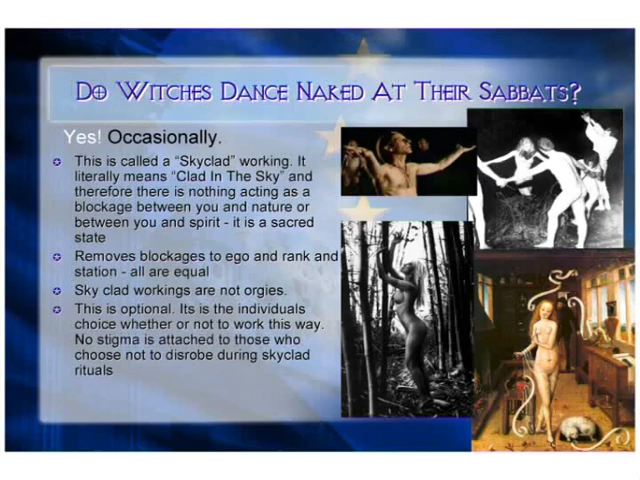 Do Witches Dance Naked At Their Sabbats?
Yes! Occasionally.
This is called a “Skyclad” working. It
literally means “Clad In The Sky” and
therefore there is nothing acting as a
blockage between you and nature or
between you and spirit - it is a sacred
state
Removes blockages to ego and rank and
station - all are equal
Sky clad workings are not orgies.
This is optional. Its is the individuals
choice whether or not to work this way.
No stigma is attached to those who
choose not to disrobe during skyclad
rituals